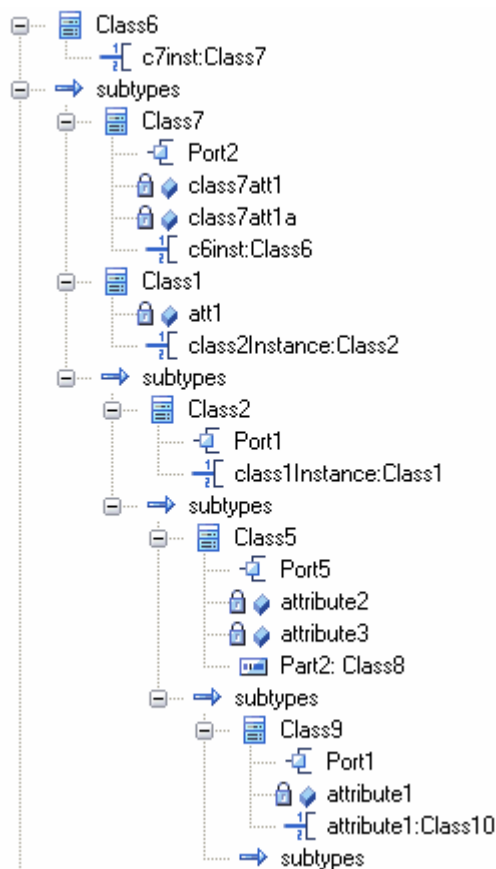 Class6
c7inst:Class7
subtypes
Class7
Port2
class7att1
class7att1a
c6inst:Class6
Class1
att1
class2Instance:Class2
subtypes
Class2
Port1
class1Instance:Class1
subtypes
Class5
Port5
attribute2
attribute3
Part2: Class8
subtypes
Class9
Port1
attribute1
attribute1:Class10
subtypes